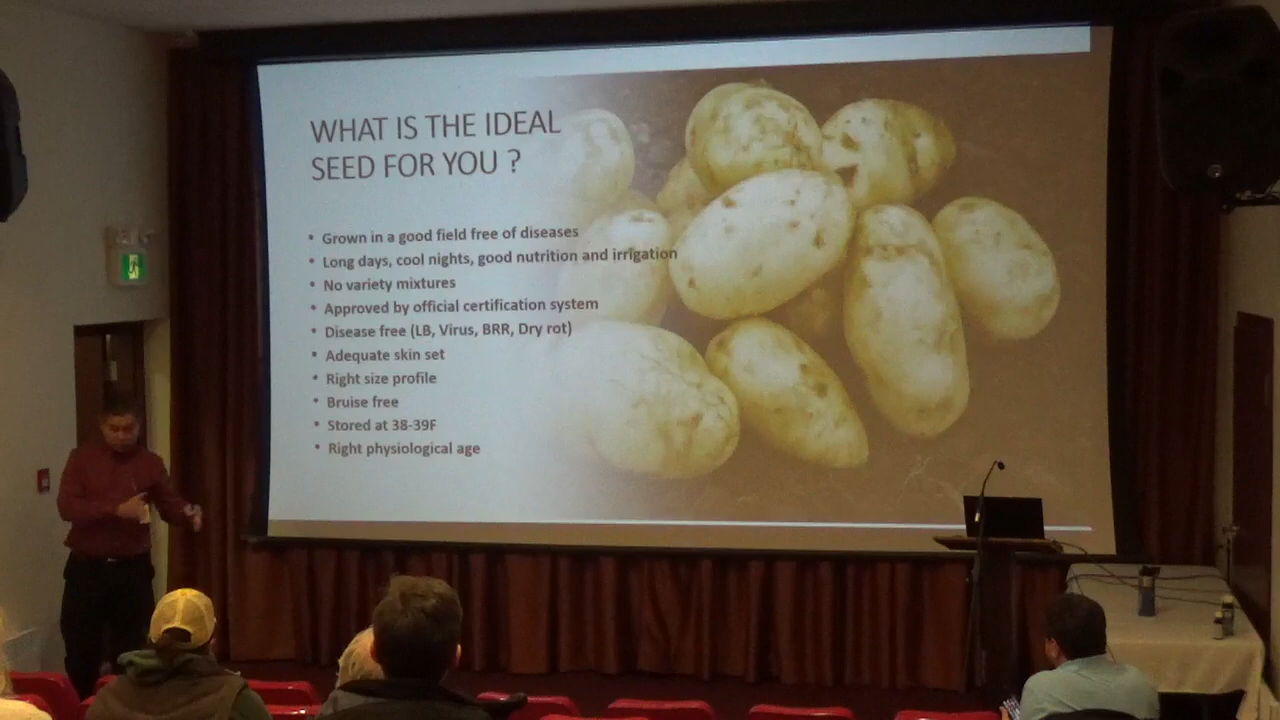 WHAT IS THE IDEAL
SEED FOR YOU ?
• Grown in a good field free of diseases
• Long days, cool nights, good nutrition and irrigation
• No variety mixtures
• Approved by official certification system
• Disease free (LB, Virus, BRR, Dry rot)
• Adequate skin set
• Right size profile
• Bruise free
• Stored at 38-39F
• Right physiological age